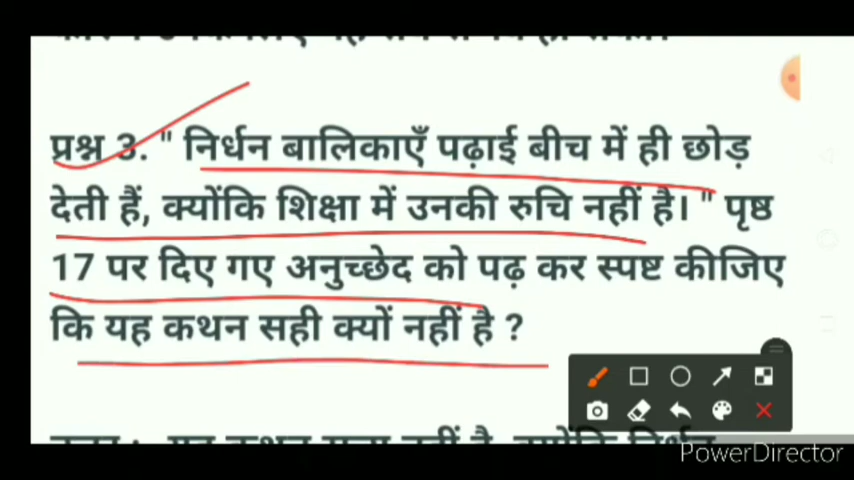 प्रश्न 3. " निर्धन बालिकाएँ पढ़ाई बीच में ही छोड़
देती हैं, क्योंकि शिक्षा में उनकी रुचि नहीं है। " पृष्ठ
17 पर दिए गए अनुच्छेद को पढ़ कर स्पष्ट कीजिए
कि यह कथन सही क्यों नहीं है ?
PowerDirector